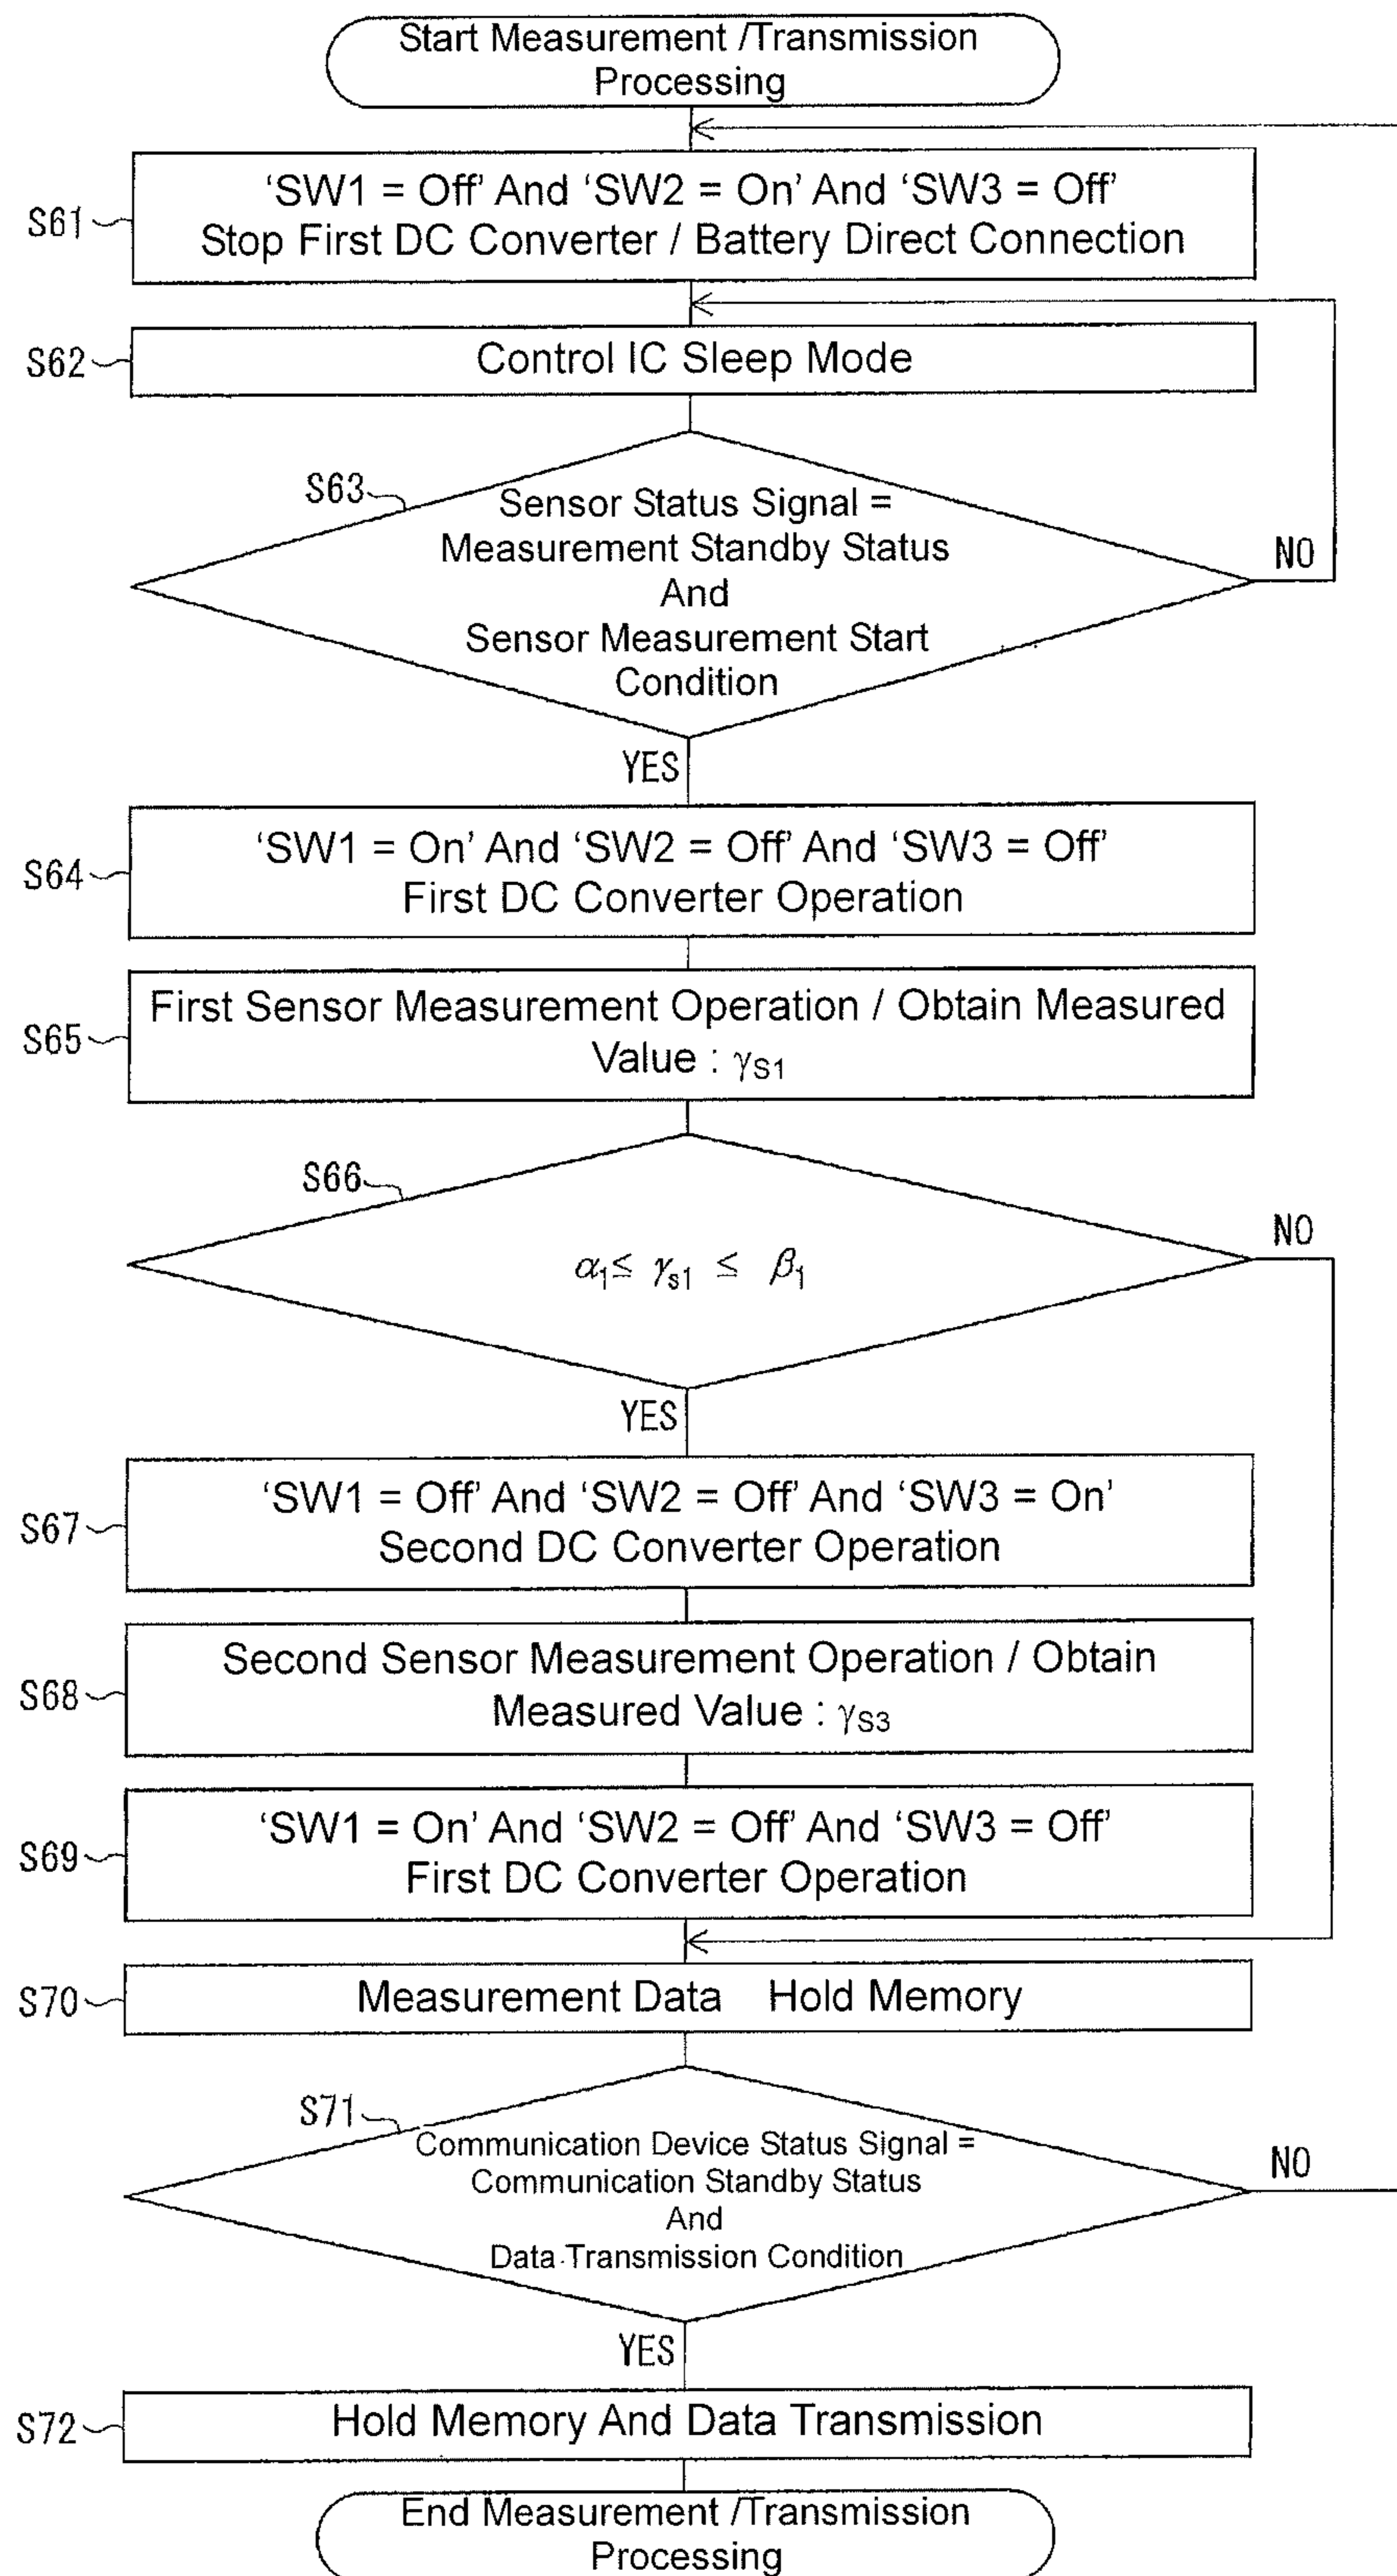 Start Measurement /Transmission
Processing
S61
‘SW1 = Off’ And ‘SW2 = On’ And ‘SW3 = Off’
Stop First DC Converter / Battery Direct Connection
S62
Control IC Sleep Mode
S63
Sensor Status Signal =
Measurement Standby Status
And
Sensor Measurement Start
Condition
NO
YES
S64
‘SW1 = On’ And ‘SW2 = Off’ And ‘SW3 = Off’
First DC Converter Operation
S65
First Sensor Measurement Operation / Obtain Measured
Value : γS1
S66
α1≤ γs1 ≤ β1
NO
YES
S67
‘SW1 = Off’ And ‘SW2 = Off’ And ‘SW3 = On’
Second DC Converter Operation
S68
Second Sensor Measurement Operation / Obtain
Measured Value : γS3
S69
‘SW1 = On’ And ‘SW2 = Off’ And ‘SW3 = Off’
First DC Converter Operation
S70
Measurement Data Hold Memory
S71
Communication Device Status Signal =
Communication Standby Status
And
Data Transmission Condition
NO
YES
S72
Hold Memory And Data Transmission
End Measurement /Transmission
Processing